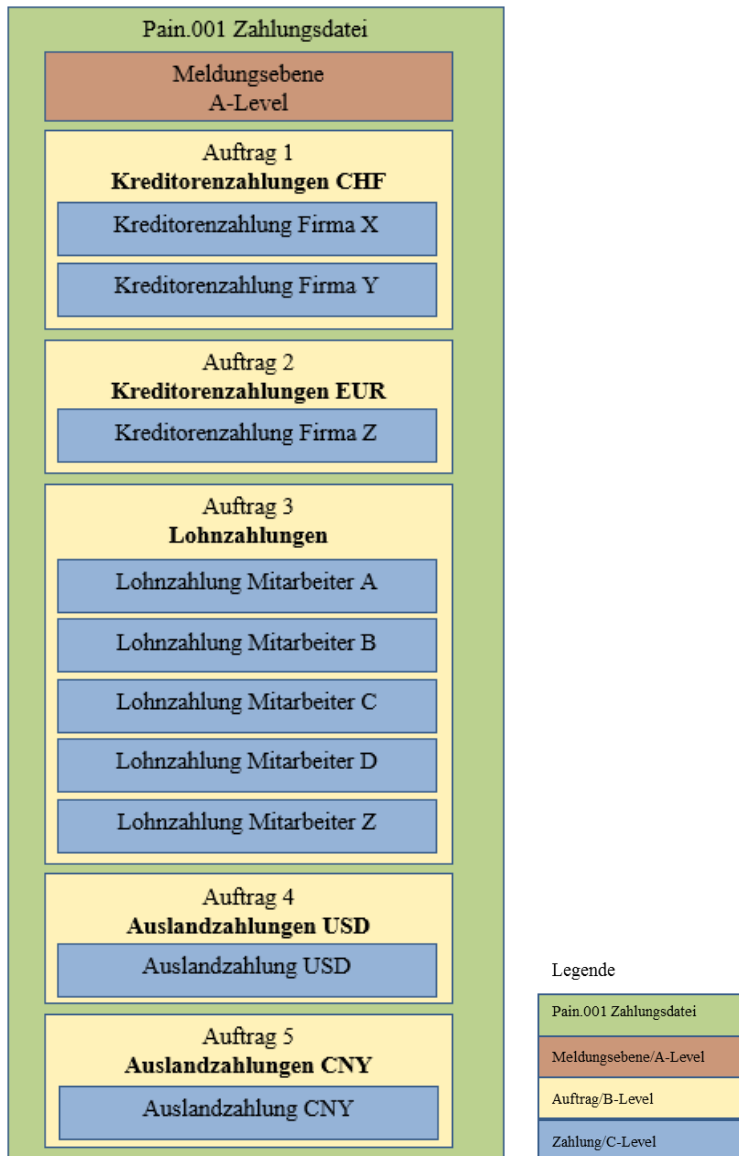 Pain.001 Zahlungsdatei
Meldungsebene
A-Level
Auftrag 1
Kreditorenzahlungen CHF
Kreditorenzahlung Firma X
Kreditorenzahlung Firma Y
Auftrag 2
Kreditorenzahlungen EUR
Kreditorenzahlung Firma Z
Auftrag 3
Lohnzahlungen
Lohnzahlung Mitarbeiter A
Lohnzahlung Mitarbeiter B
Lohnzahlung Mitarbeiter C
Lohnzahlung Mitarbeiter D
Lohnzahlung Mitarbeiter Z
Auftrag 4
Auslandzahlungen USD
Auslandzahlung USD
Auftrag 5
Auslandzahlungen CNY
Auslandzahlung CNY
Legende
Pain.001 Zahlungsdatei
Meldungsebene/A-Level
Auftrag/B-Level
Zahlung/C-Level